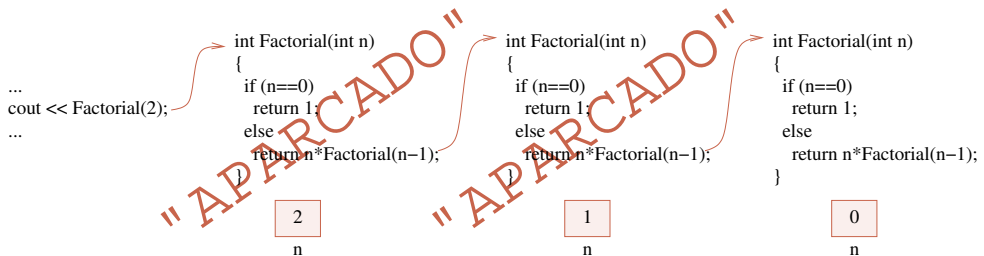 ...
cout << Factorial(2);
...
int Factorial(int n)
{
if (n==0)
return 1;
else
return n*Factorial(n−1);
}
"APARCADO"
2
n
int Factorial(int n)
{
if (n==0)
return 1;
else
return n*Factorial(n−1);
}
"APARCADO"
1
n
int Factorial(int n)
{
if (n==0)
return 1;
else
return n*Factorial(n−1);
}
0
n